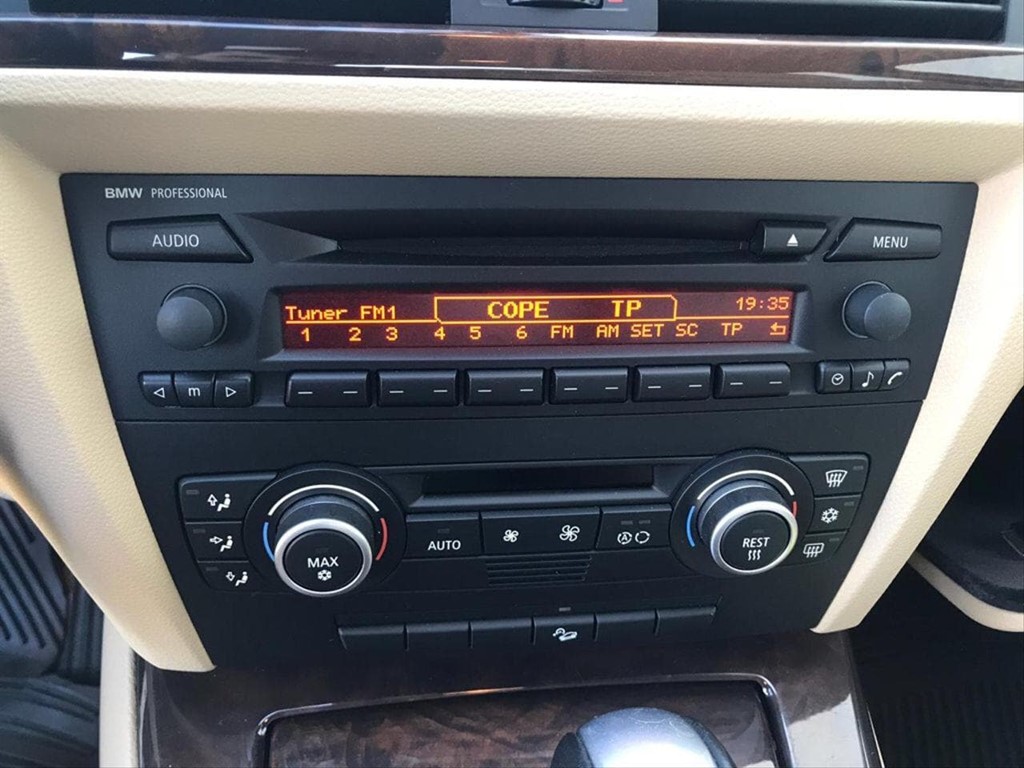 BMW PROFESSIONAL
AUDIO
MENU
Tuner FM1 COPE TP 19:35
1 2 3 4 5 6 FM AM SET SC TP
m
AUTO
A
MAX
REST